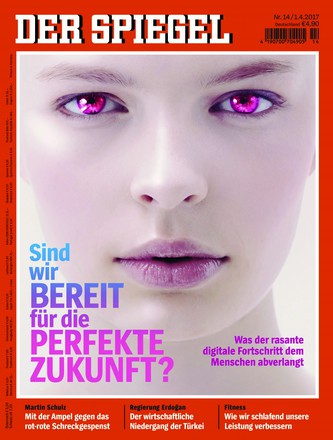 DER SPIEGEL
Nr. 14 / 1.4.2017
Deutschland €4,90
Sind
wir
BEREIT
für die
PERFEKTE
ZUKUNFT?
Was der rasante
digitale Fortschritt dem
Menschen abverlangt
Martin Schulz
Mit der Ampel gegen das
rot-rote Schreckgespenst
Regierung Erdoğan
Der wirtschaftliche
Niedergang der Türkei
Fitness
Wie wir schlafend unsere
Leistung verbessern